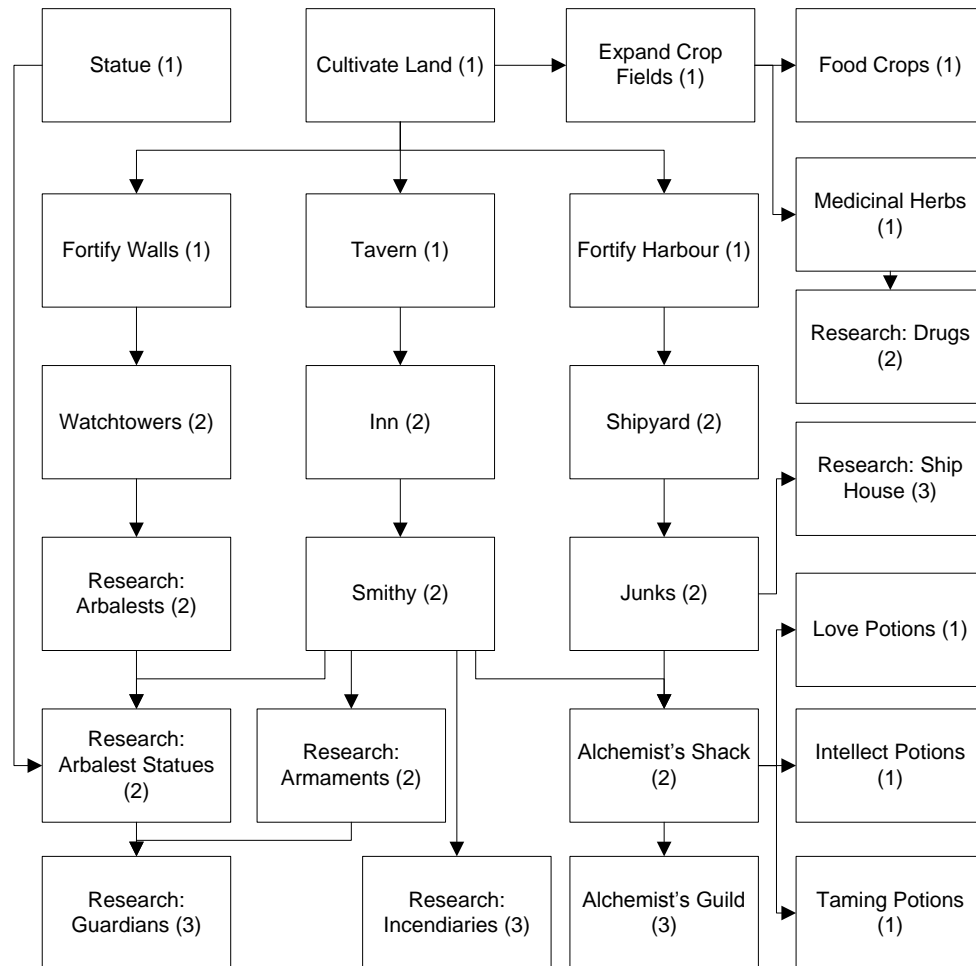 Statue (1)
Cultivate Land (1)
Expand Crop
Fields (1)
Food Crops (1)
Medicinal Herbs
(1)
Fortify Walls (1)
Tavern (1)
Fortify Harbour (1)
Research: Drugs
(2)
Watchtowers (2)
Inn (2)
Shipyard (2)
Research: Ship
House (3)
Research:
Arbalests (2)
Smithy (2)
Junks (2)
Love Potions (1)
Research:
Arbalest Statues
(2)
Research:
Armaments (2)
Alchemist's Shack
(2)
Intellect Potions
(1)
Research:
Guardians (3)
Research:
Incendiaries (3)
Alchemist's Guild
(3)
Taming Potions
(1)